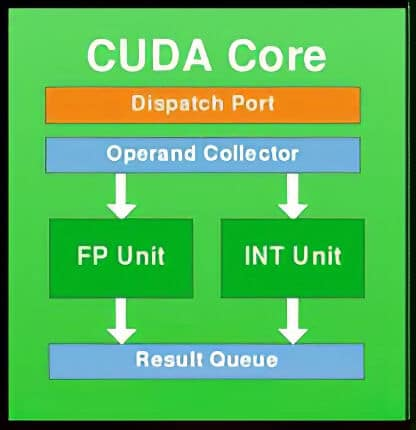 CUDA Core
Dispatch Port
Operand Collector
FP Unit
INT Unit
Result Queue